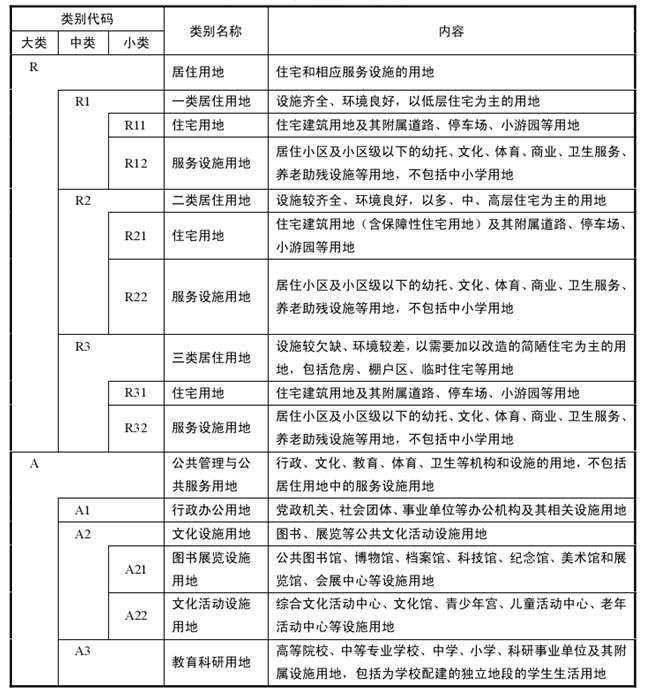 类别代码 类别名称 内容
大类 中类 小类
R 居住用地 住宅和相应服务设施的用地
R1 一类居住用地 设施齐全、环境良好，以低层住宅为主的用地
R11 住宅用地 住宅建筑用地及其附属道路、停车场、小游园等用地
R12 服务设施用地 居住小区及小区级以下的幼托、文化、体育、商业、卫生服务、
养老助残设施等用地，不包括中小学用地
R2 二类居住用地 设施较齐全、环境良好，以多、中、高层住宅为主的用地
R21 住宅用地 住宅建筑用地（含保障性住宅用地）及其附属道路、停车场、
小游园等用地
R22 服务设施用地 居住小区及小区级以下的幼托、文化、体育、商业、卫生服务、
养老助残设施等用地，不包括中小学用地
R3 三类居住用地 设施较欠缺、环境较差，以需要加以改造的简陋住宅为主的用
地，包括危房、棚户区、临时住宅等用地
R31 住宅用地 住宅建筑用地及其附属道路、停车场、小游园等用地
R32 服务设施用地 居住小区及小区级以下的幼托、文化、体育、商业、卫生服务、
养老助残设施等用地，不包括中小学用地
A 公共管理与公 行政、文化、教育、体育、卫生等机构和设施的用地，不包括
共服务用地 居住用地中的服务设施用地
A1 行政办公用地 党政机关、社会团体、事业单位等办公机构及其相关设施用地
A2 文化设施用地 图书、展览等公共文化活动设施用地
A21 图书展览设施 公共图书馆、博物馆、档案馆、科技馆、纪念馆、美术馆和展
用地 览馆、会展中心等设施用地
A22 文化活动设施 综合文化活动中心、文化馆、青少年宫、儿童活动中心、老年
用地 活动中心等设施用地
A3 教育科研用地 高等院校、中等专业学校、中学、小学、科研事业单位及其附
属设施用地，包括为学校配建的独立地段的学生生活用地